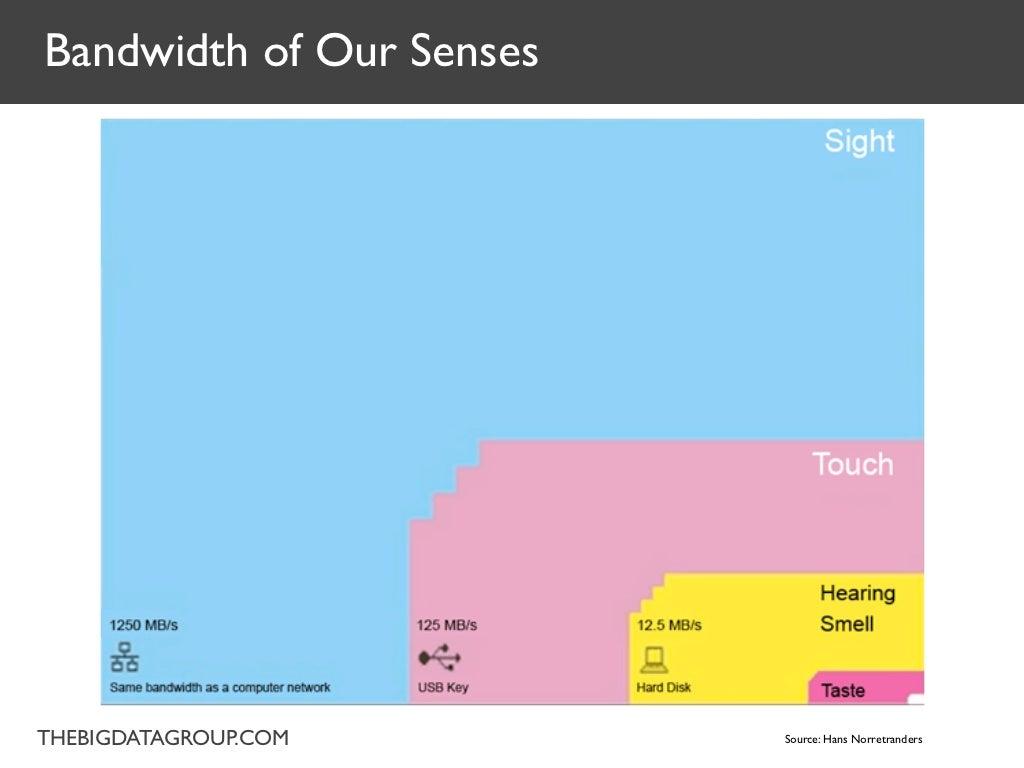 Bandwidth of Our Senses
Sight
Touch
Hearing
Smell
1250 MB/s
125 MB/s
12.5 MB/s
Same bandwidth as a computer network
USB Key
Hard Disk
Taste
THEBIGDATAGROUP.COM
Source: Hans Norretranders